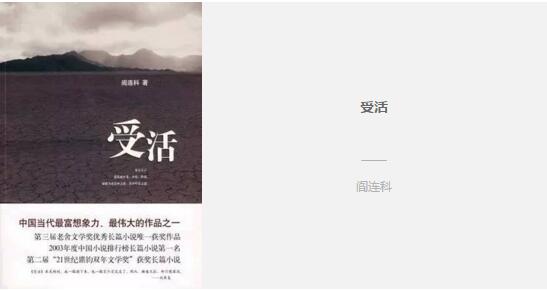 阎连科 著
受活
中国当代最富想象力、最伟大的作品之一
第三届老舍文学奖优秀长篇小说唯一获奖作品
2003年度中国小说排行榜长篇小说第一名
第二届“21世纪鼎钧双年文学奖”获奖长篇小说
受活
阎连科